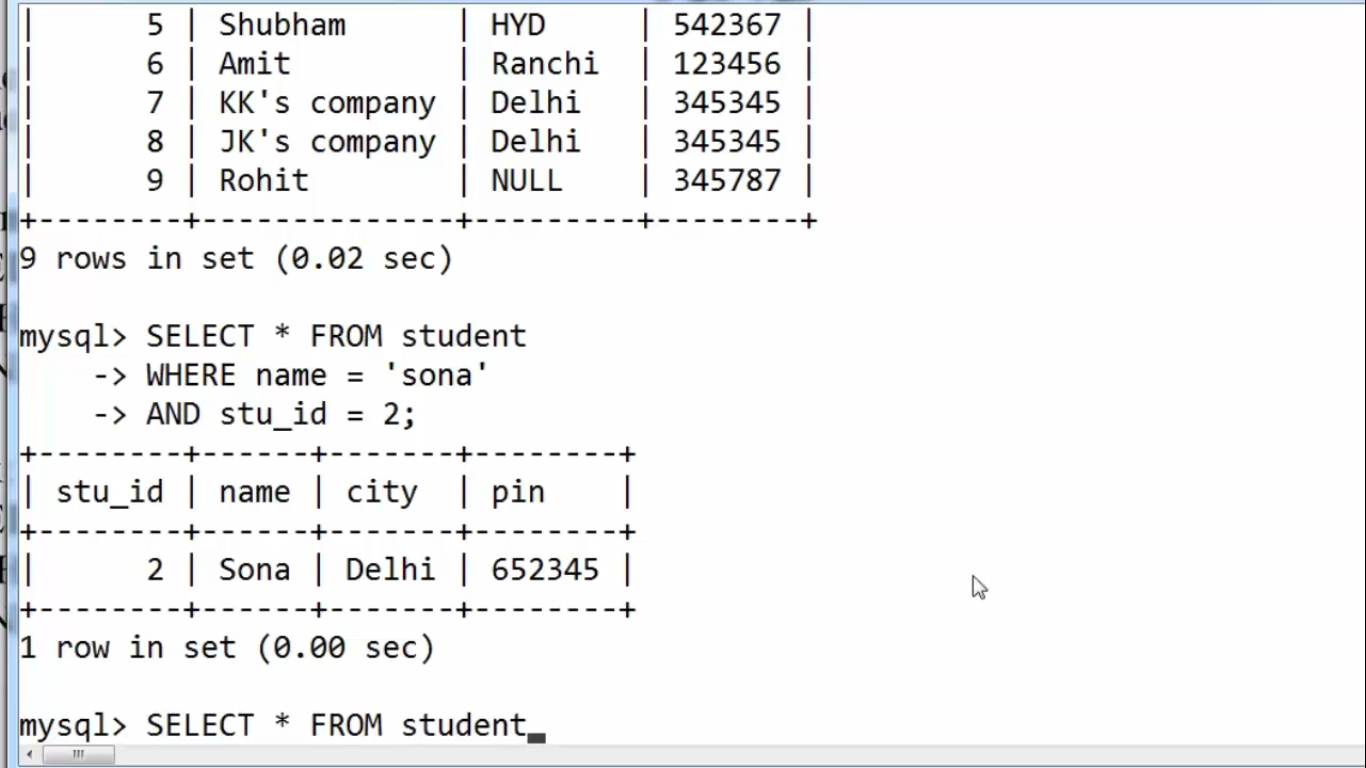 |      5 | Shubham      | HYD     | 542367 |
|      6 | Amit         | Ranchi  | 123456 |
|      7 | KK's company | Delhi   | 345345 |
|      8 | JK's company | Delhi   | 345345 |
|      9 | Rohit        | NULL    | 345787 |
+--------+--------------+---------+--------+
9 rows in set (0.02 sec)
mysql> SELECT * FROM student
    -> WHERE name = 'sona'
    -> AND stu_id = 2;
+--------+------+-------+--------+
| stu_id | name | city  | pin    |
+--------+------+-------+--------+
|      2 | Sona | Delhi | 652345 |
+--------+------+-------+--------+
1 row in set (0.00 sec)
mysql> SELECT * FROM student_